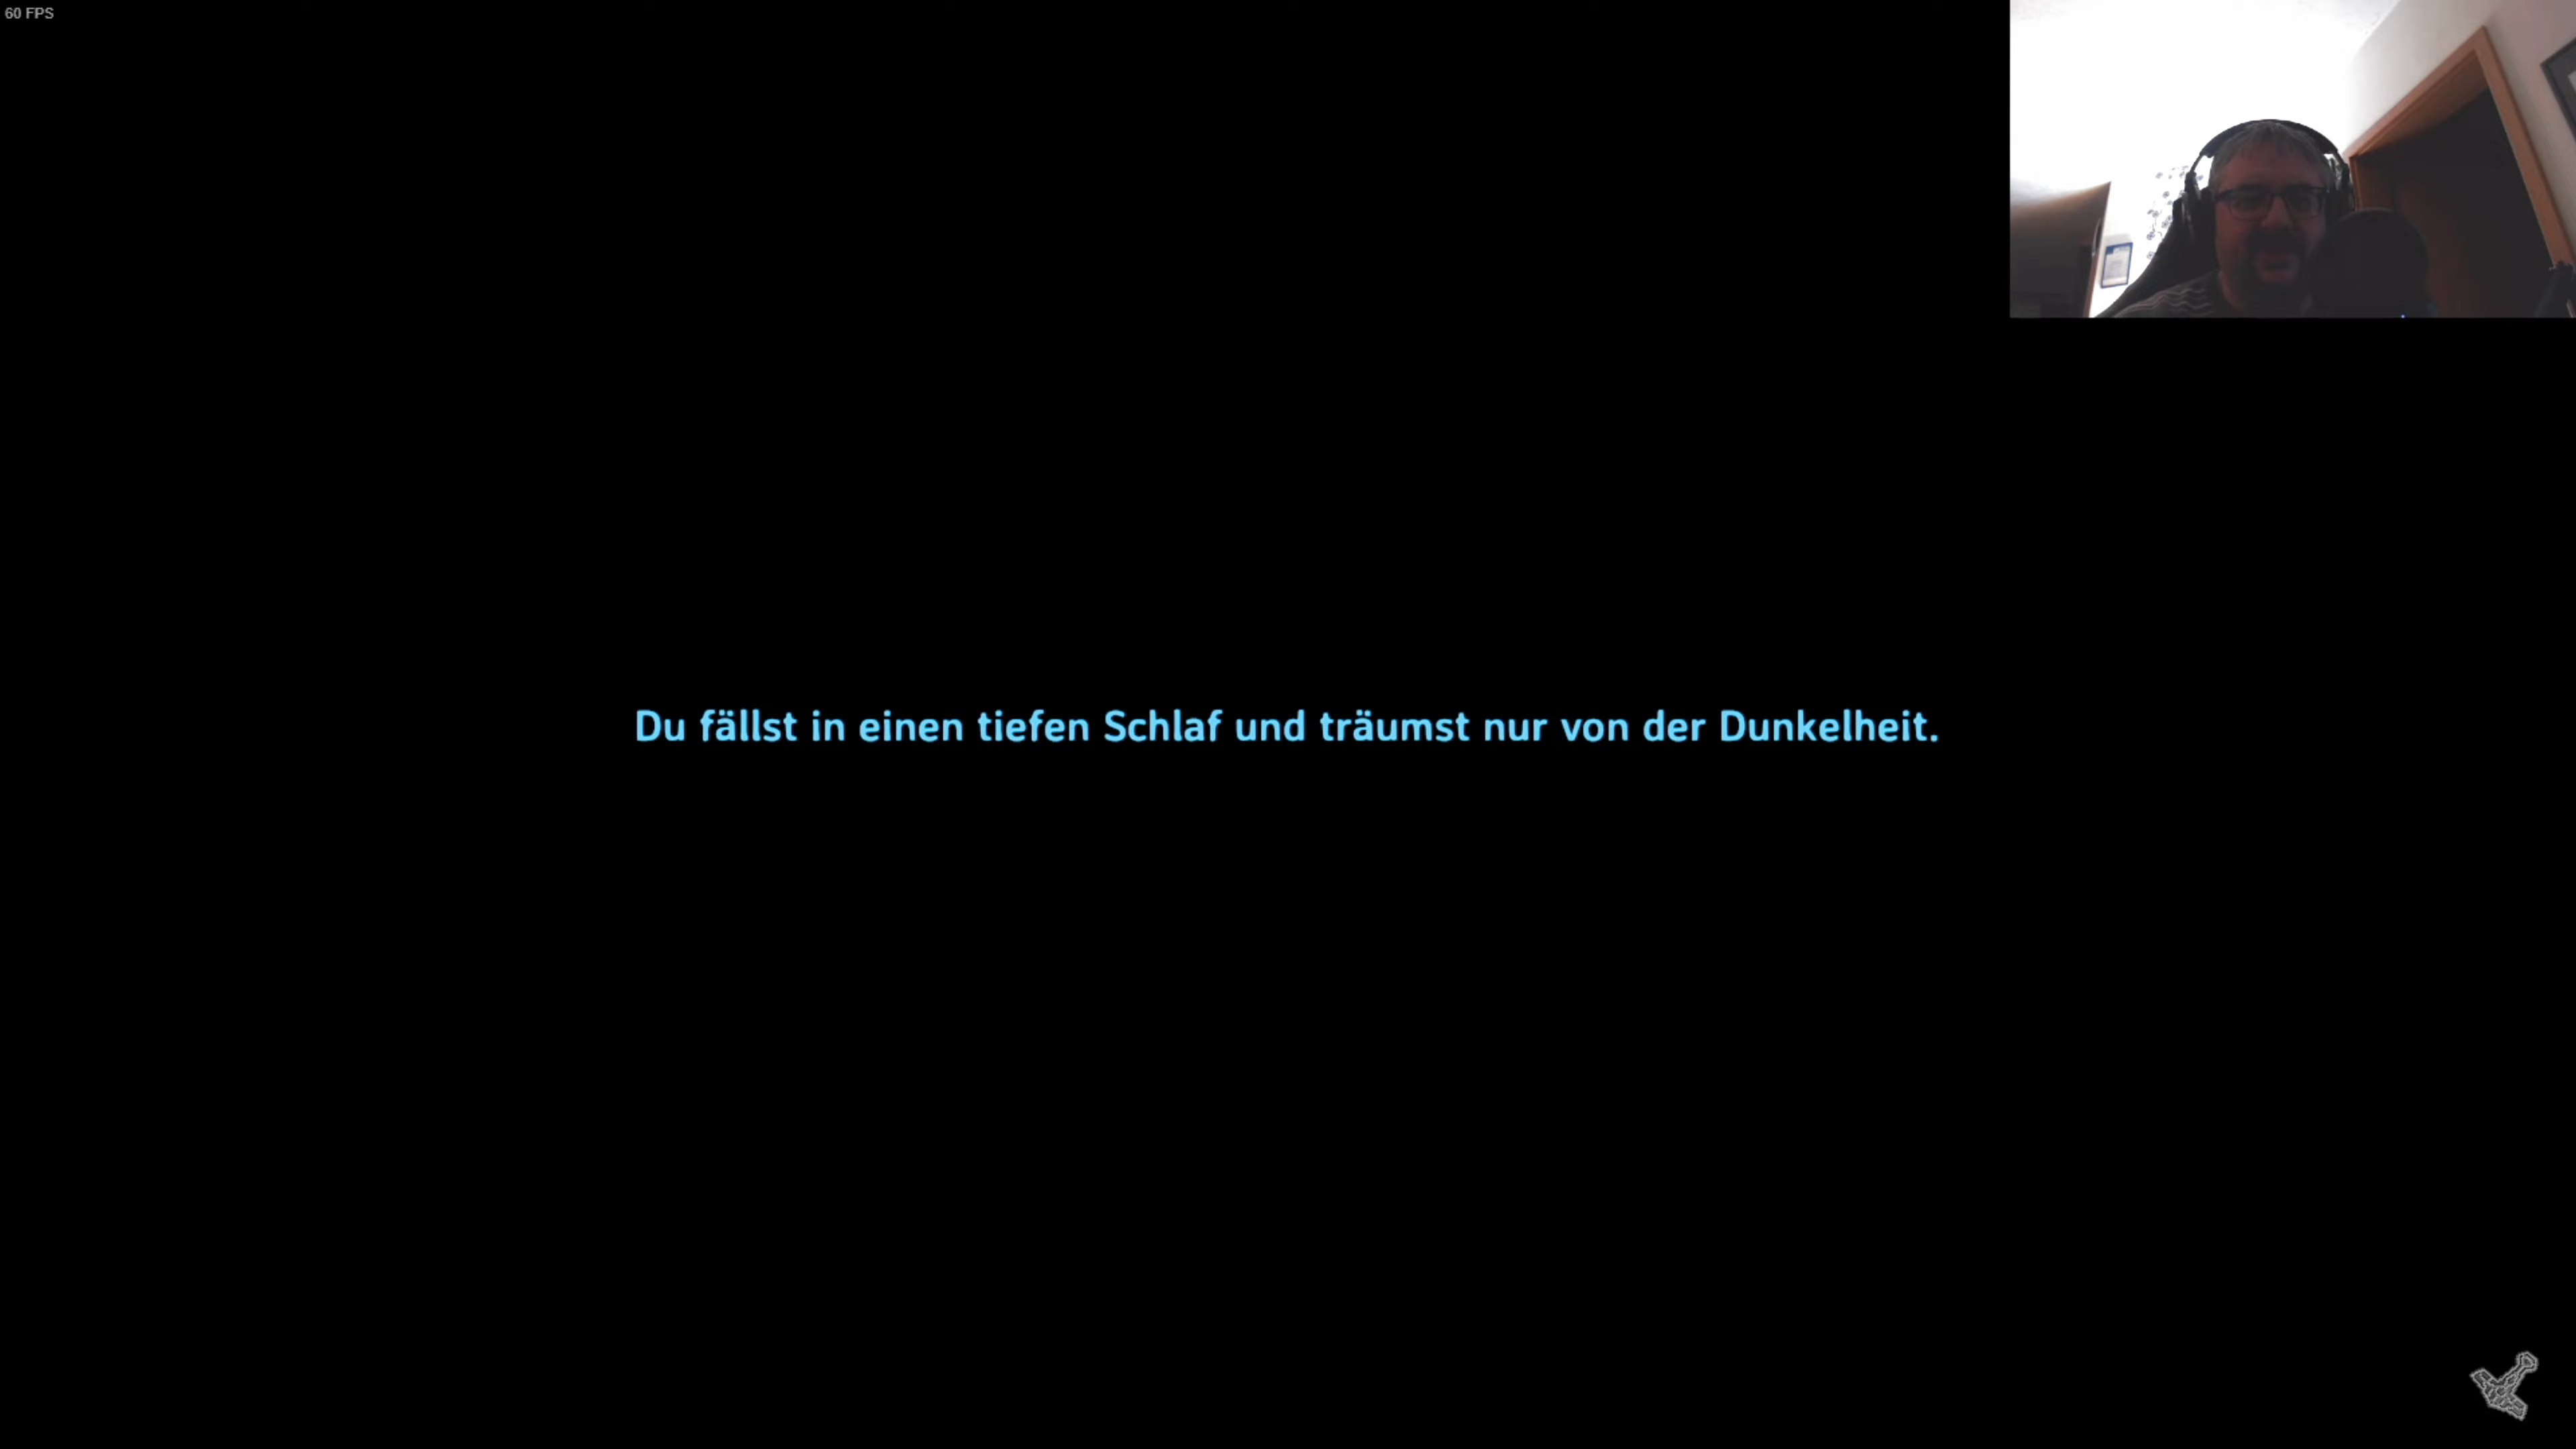 60 FPS
Du fällst in einen tiefen Schlaf und träumst nur von der Dunkelheit.